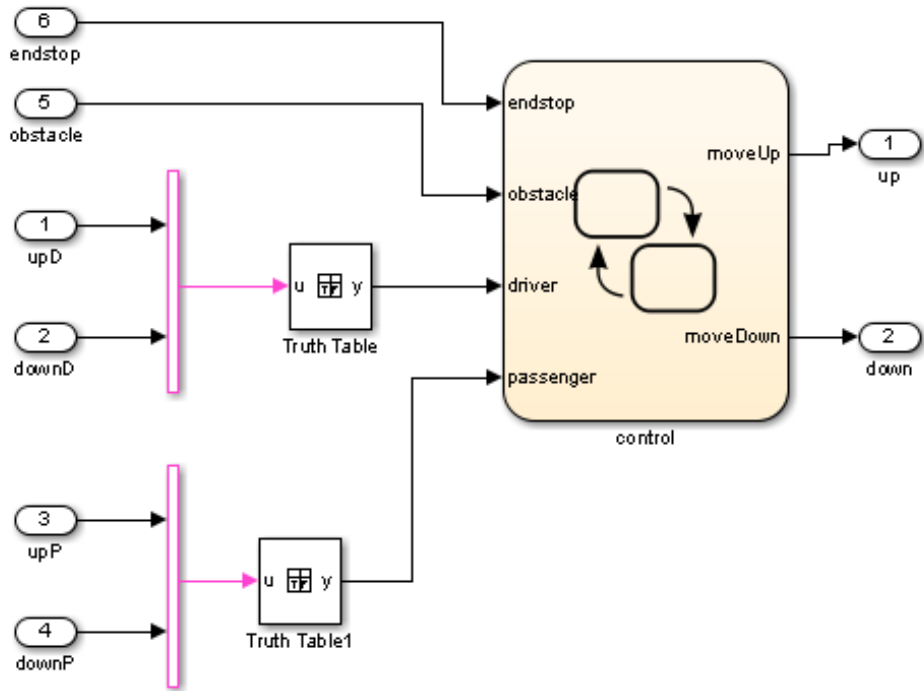 6
endstop
5
obstacle
1
upD
2
downD
u y
Truth Table
3
upP
4
downP
u y
Truth Table1
endstop
obstacle
driver
passenger
moveUp
moveDown
control
1
up
2
down